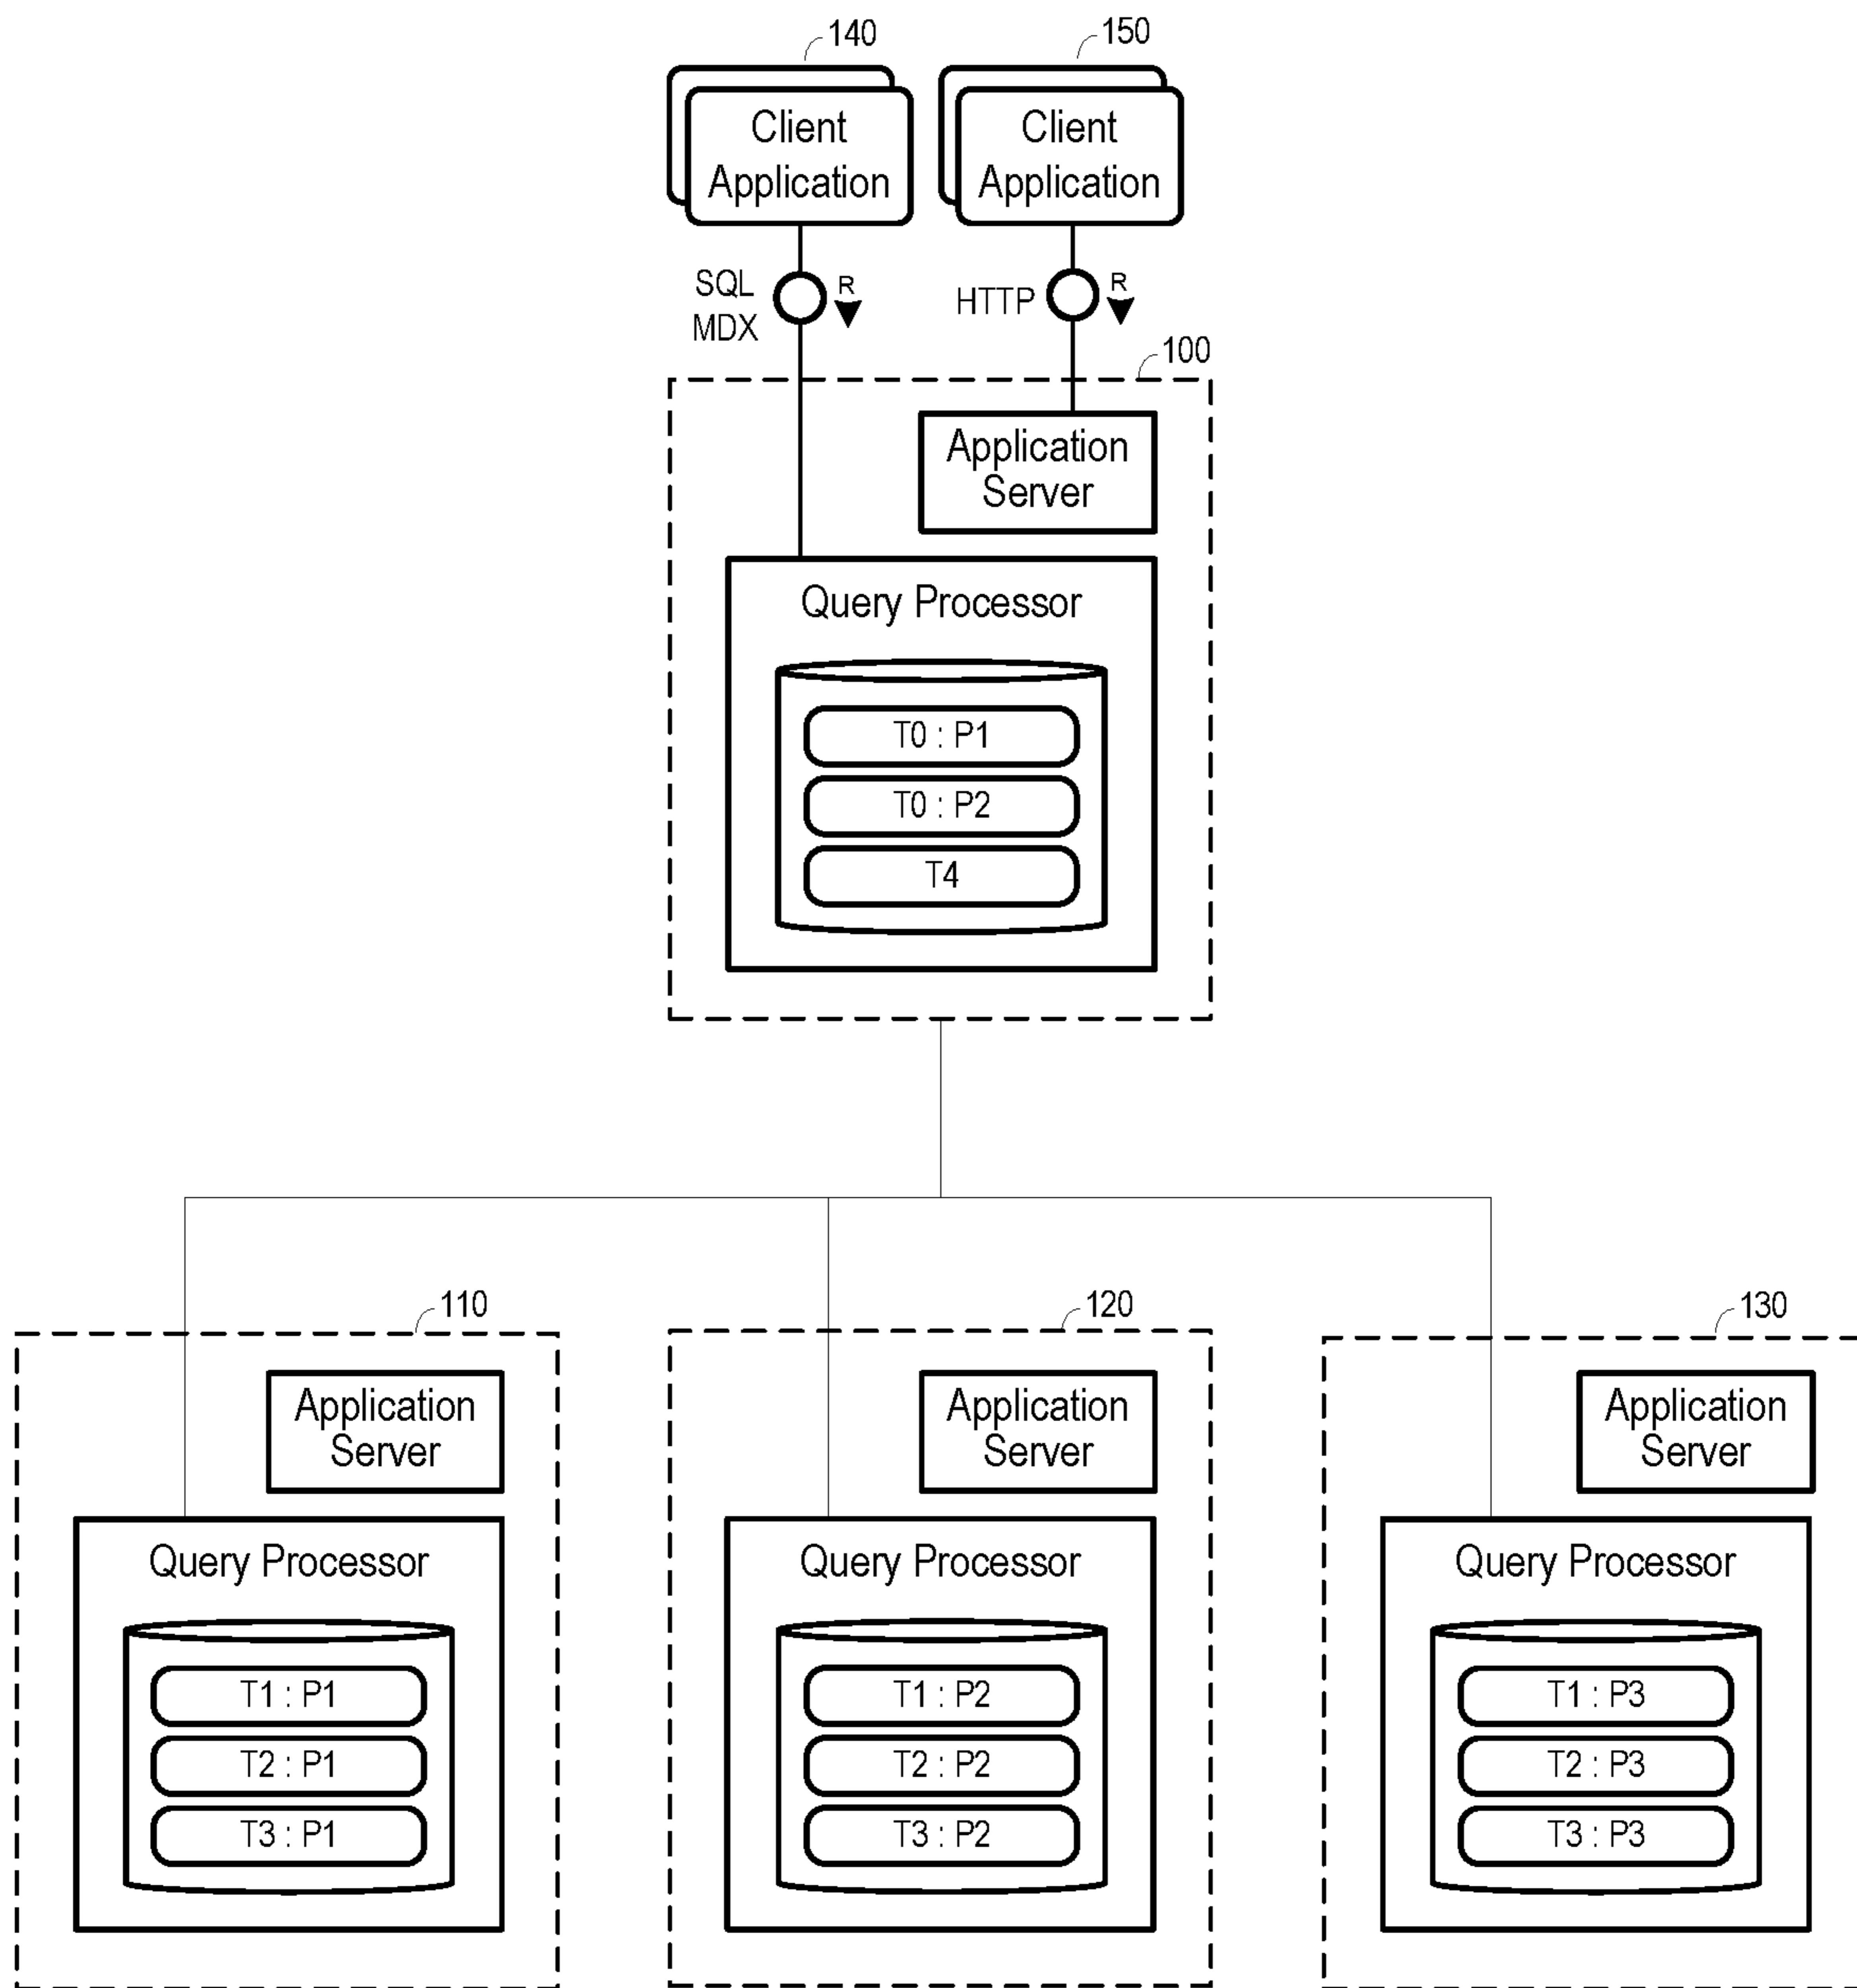 140
150
Client
Application
Client
Application
SQL
MDX
R
HTTP
R
100
Application
Server
Query Processor
T0 : P1
T0 : P2
T4
110
120
130
Application
Server
Query Processor
T1 : P1
T2 : P1
T3 : P1
Application
Server
Query Processor
T1 : P2
T2 : P2
T3 : P2
Application
Server
Query Processor
T1 : P3
T2 : P3
T3 : P3